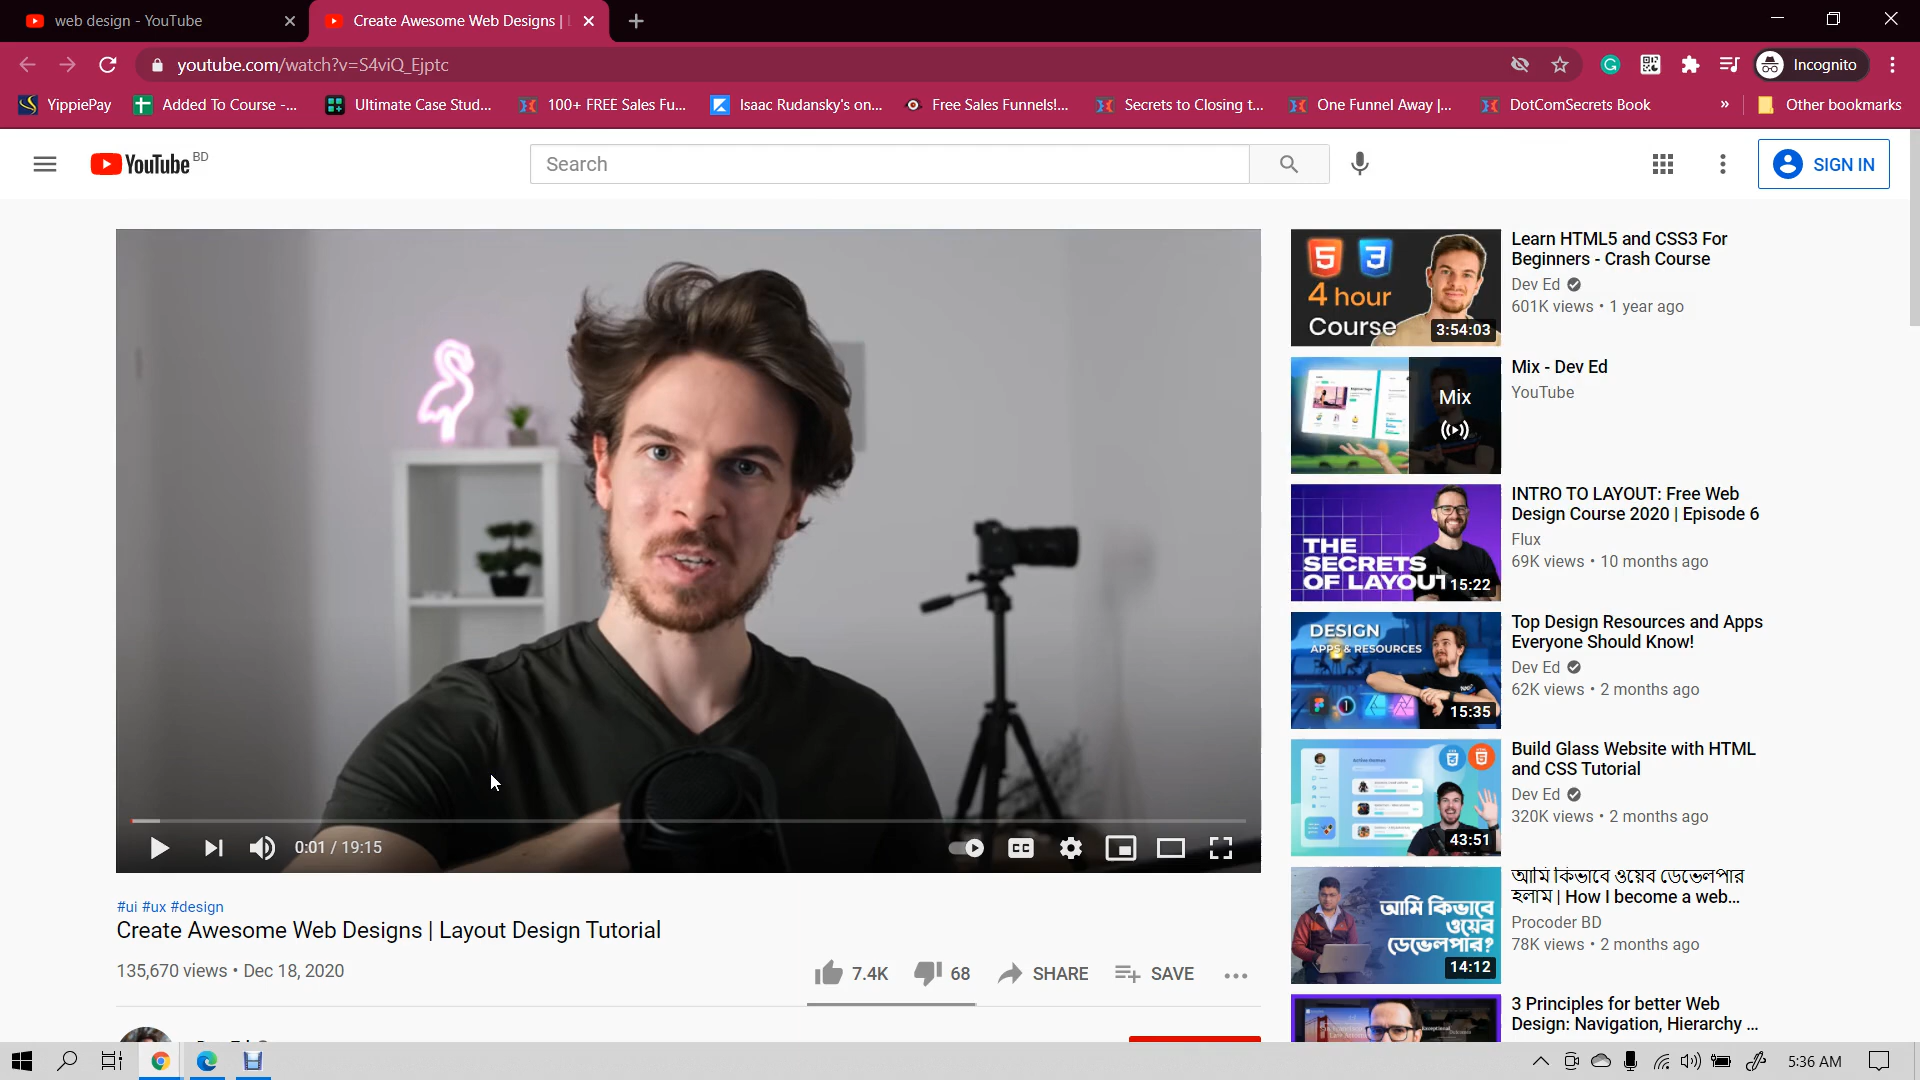 web design - YouTube
Create Awesome Web Designs |
youtube.com/watch?v=S4viQ_Ejptc
Incognito
YippiePay
Added To Course -...
Ultimate Case Stud...
100+ FREE Sales Fu...
Isaac Rudansky's on...
Free Sales Funnels!...
Secrets to Closing t...
One Funnel Away |...
DotComSecrets Book
»
Other bookmarks
YouTube BD
Search
SIGN IN
4 hour
Course
3:54:03
Learn HTML5 and CSS3 For
Beginners - Crash Course
Dev Ed
601K views • 1 year ago
Mix
Mix - Dev Ed
YouTube
THE
SECRETS
OF LAYOUT
15:22
INTRO TO LAYOUT: Free Web
Design Course 2020 | Episode 6
Flux
69K views • 10 months ago
DESIGN
APPS & RESOURCES
15:35
Top Design Resources and Apps
Everyone Should Know!
Dev Ed
62K views • 2 months ago
43:51
Build Glass Website with HTML
and CSS Tutorial
Dev Ed
320K views • 2 months ago
আমি কিভাবে
ওয়েব
ডেভেলপার?
14:12
আমি কিভাবে ওয়েব ডেভেলপার
হলাম | How I become a web...
Procoder BD
78K views • 2 months ago
3 Principles for better Web
Design: Navigation, Hierarchy ...
0:01 / 19:15
CC
#ui #ux #design
Create Awesome Web Designs | Layout Design Tutorial
135,670 views • Dec 18, 2020
7.4K
68
SHARE
SAVE
5:36 AM